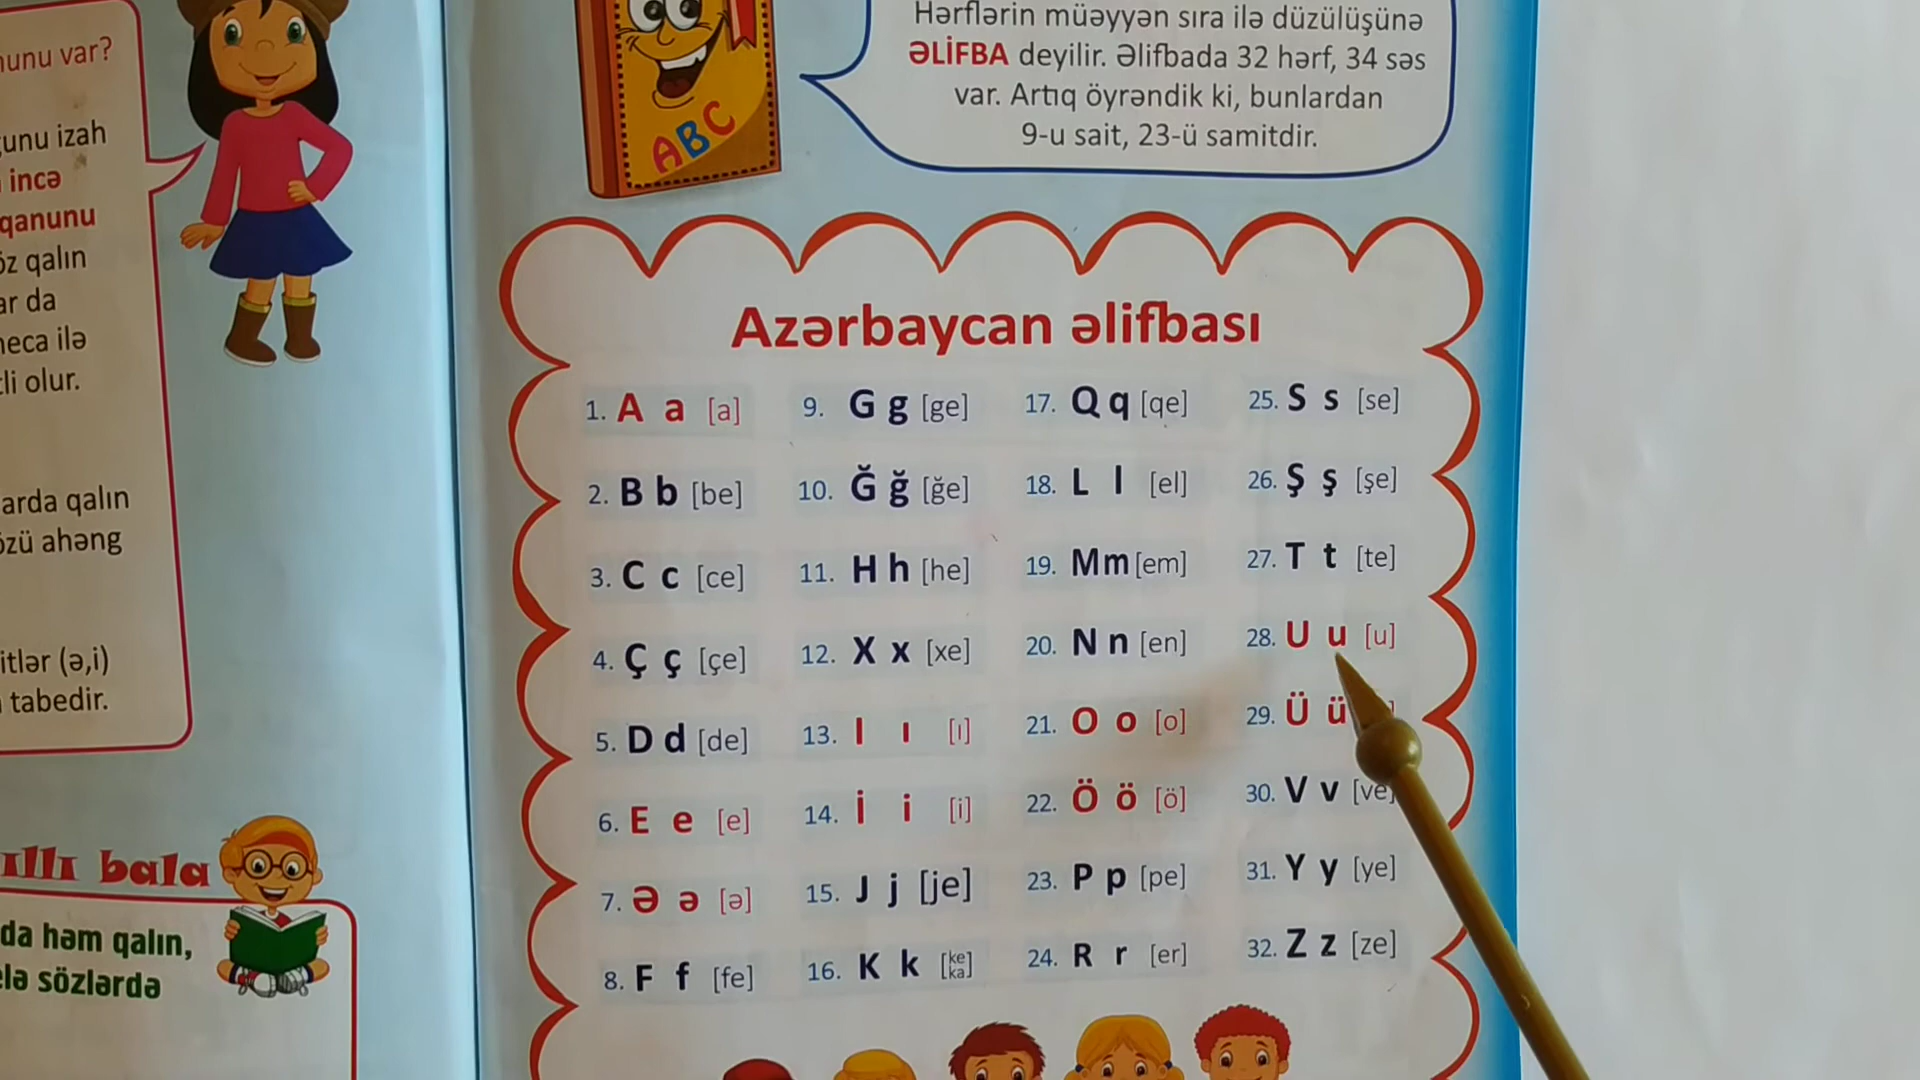 unu var?
unu izah
incə
qanunu
öz qalın
ar da
heca ilə
li olur.
arda qalın
özü ahəng
itlər (ə,i)
tabedir.
ıllı bala
da həm qalın,
elə sözlərdə
ABC
Hərflərin müəyyən sıra ilə düzülüşünə
ƏLİFBA deyilir. Əlifbada 32 hərf, 34 səs
var. Artıq öyrəndik ki, bunlardan
9-u sait, 23-ü samitdir.
Azərbaycan əlifbası
1. A a [a]
2. B b [be]
3. C c [ce]
4. Ç ç [çe]
5. D d [de]
6. E e [e]
7. Ə ə [ə]
8. F f [fe]
9. G g [ge]
10. Ğ ğ [ğe]
11. H h [he]
12. X x [xe]
13. I ı [ı]
14. İ i [i]
15. J j [je]
16. K k [ke ka]
17. Q q [qe]
18. L l [el]
19. M m [em]
20. N n [en]
21. O o [o]
22. Ö ö [ö]
23. P p [pe]
24. R r [er]
25. S s [se]
26. Ş ş [şe]
27. T t [te]
28. U u [u]
29. Ü ü
30. V v [ve]
31. Y y [ye]
32. Z z [ze]